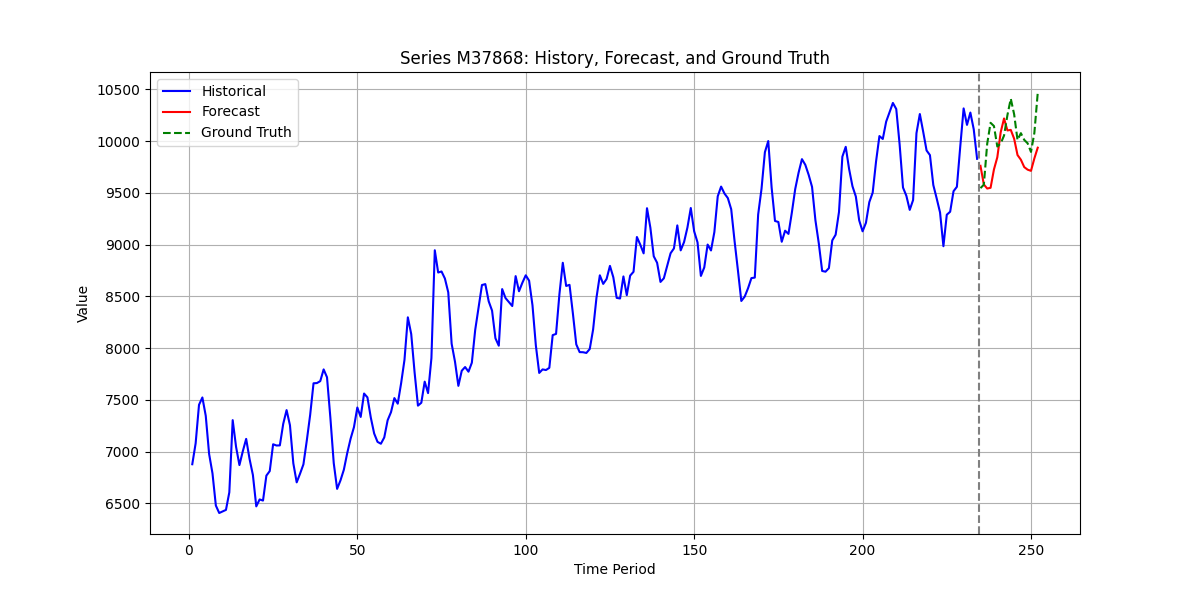 Series M37868: History, Forecast, and Ground Truth
Historical
Forecast
Ground Truth
Value
10500
10000
9500
9000
8500
8000
7500
7000
6500
0 50 100 150 200 250
Time Period